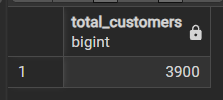 total_customers
bigint
1 3900